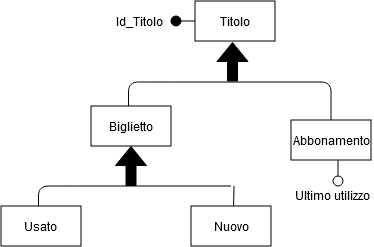 Id_Titolo
Titolo
Biglietto
Abbonamento
Ultimo utilizzo
Usato
Nuovo